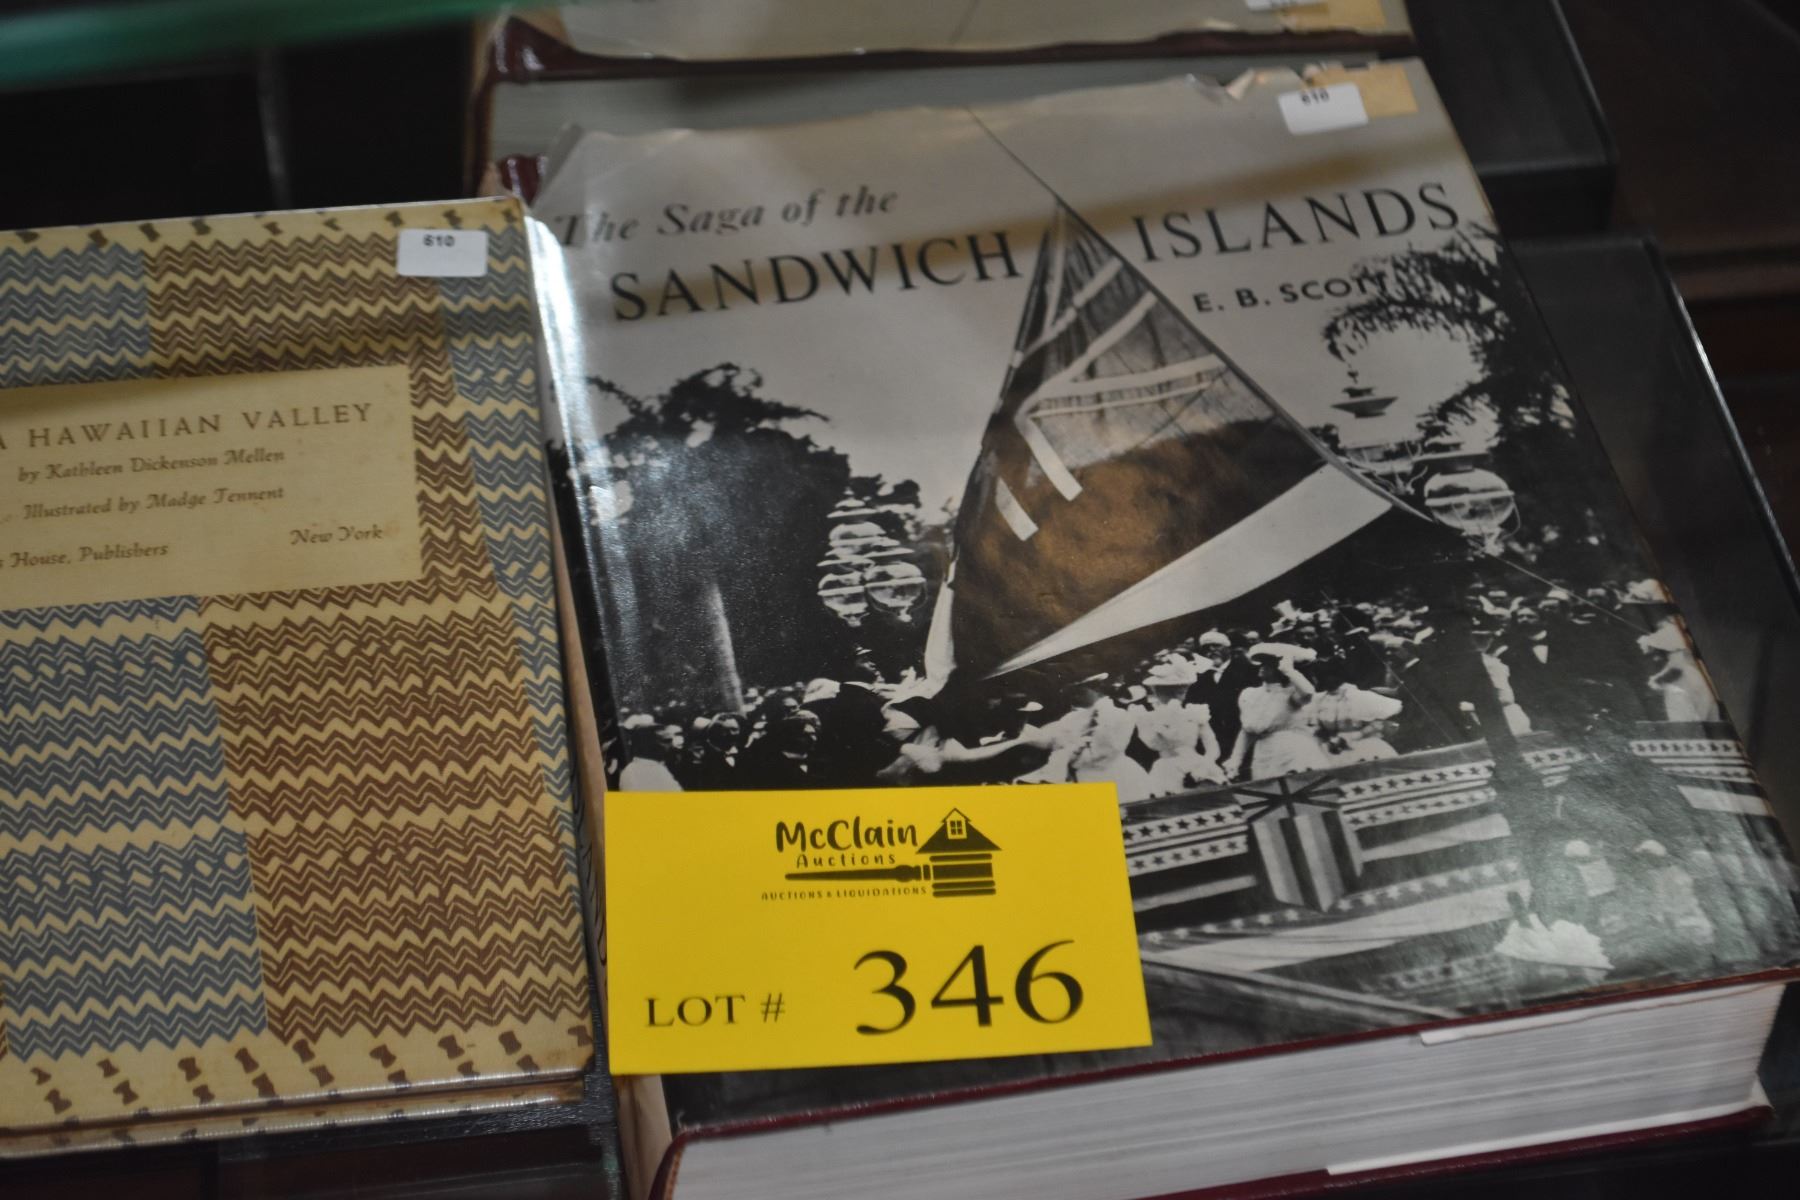 610
A HAWAIIAN VALLEY
by Kathleen Dickenson Mellen
Illustrated by Madge Tennent
House, Publishers
New York
610
The Saga of the
SANDWICH ISLANDS
E. B. SCOTT
McClain
Auctions
AUCTIONS & LIQUIDATIONS
LOT # 346